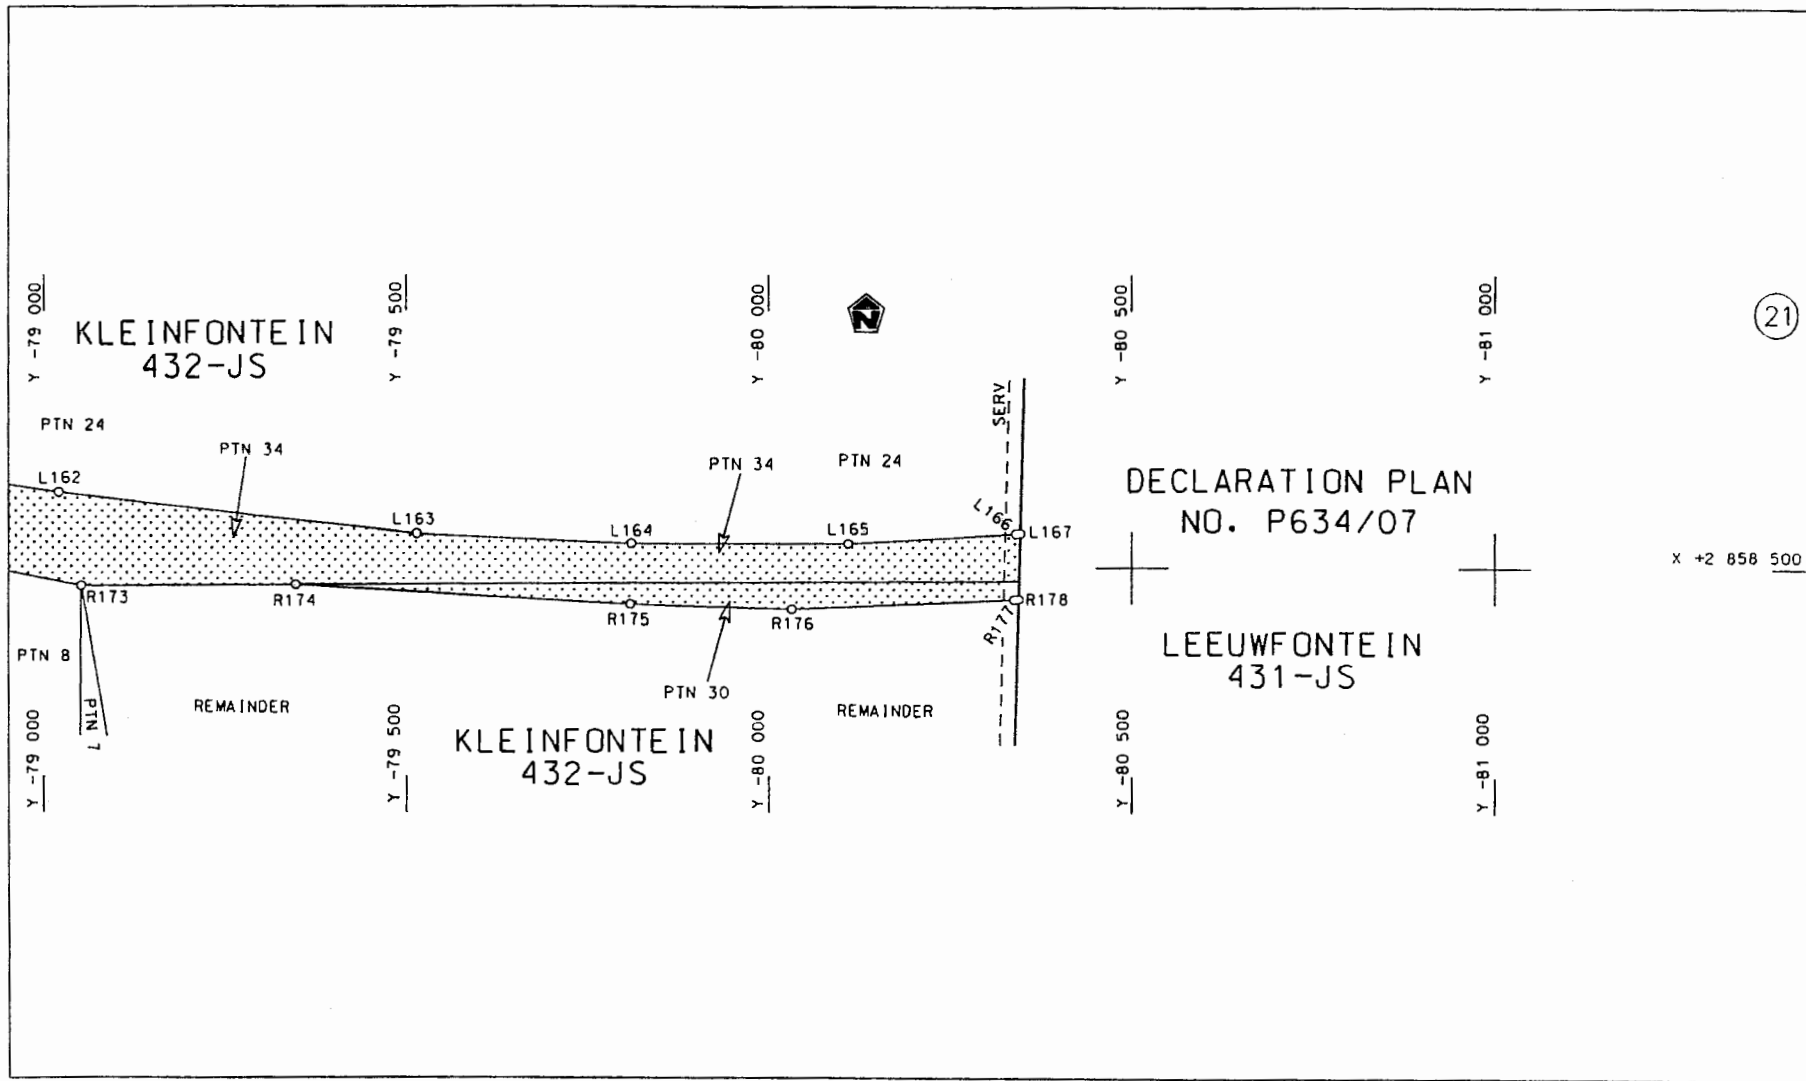 Y -79 000
Y -79 500
Y -80 000
Y -80 500
Y -81 000
21
KLEINFONTEIN
432-JS
N
SERV
PTN 24
PTN 34
PTN 34
PTN 24
L162
L163
L164
L165
L166
L167
DECLARATION PLAN
NO. P634/07
X +2 858 500
R173
R174
R175
R176
R177
R178
PTN 8
PTN 7
REMAINDER
PTN 30
REMAINDER
LEEUWFONTEIN
431-JS
KLEINFONTEIN
432-JS
Y -79 000
Y -79 500
Y -80 000
Y -80 500
Y -81 000